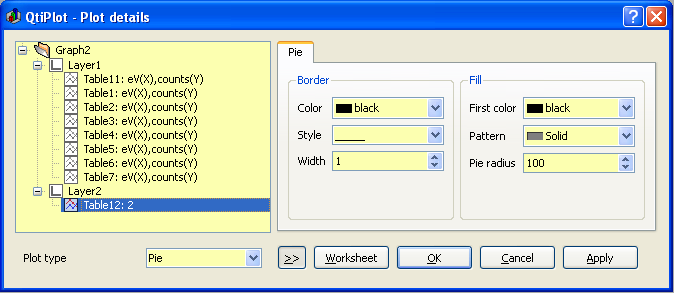 QtiPlot - Plot details
Graph2
Layer1
Table11: eV(X),counts(Y)
Table1: eV(X),counts(Y)
Table2: eV(X),counts(Y)
Table3: eV(X),counts(Y)
Table4: eV(X),counts(Y)
Table5: eV(X),counts(Y)
Table6: eV(X),counts(Y)
Table7: eV(X),counts(Y)
Layer2
Table12: 2
Pie
Border
Color black
Style
Width 1
Fill
First color black
Pattern Solid
Pie radius 100
Plot type Pie >> Worksheet OK Cancel Apply